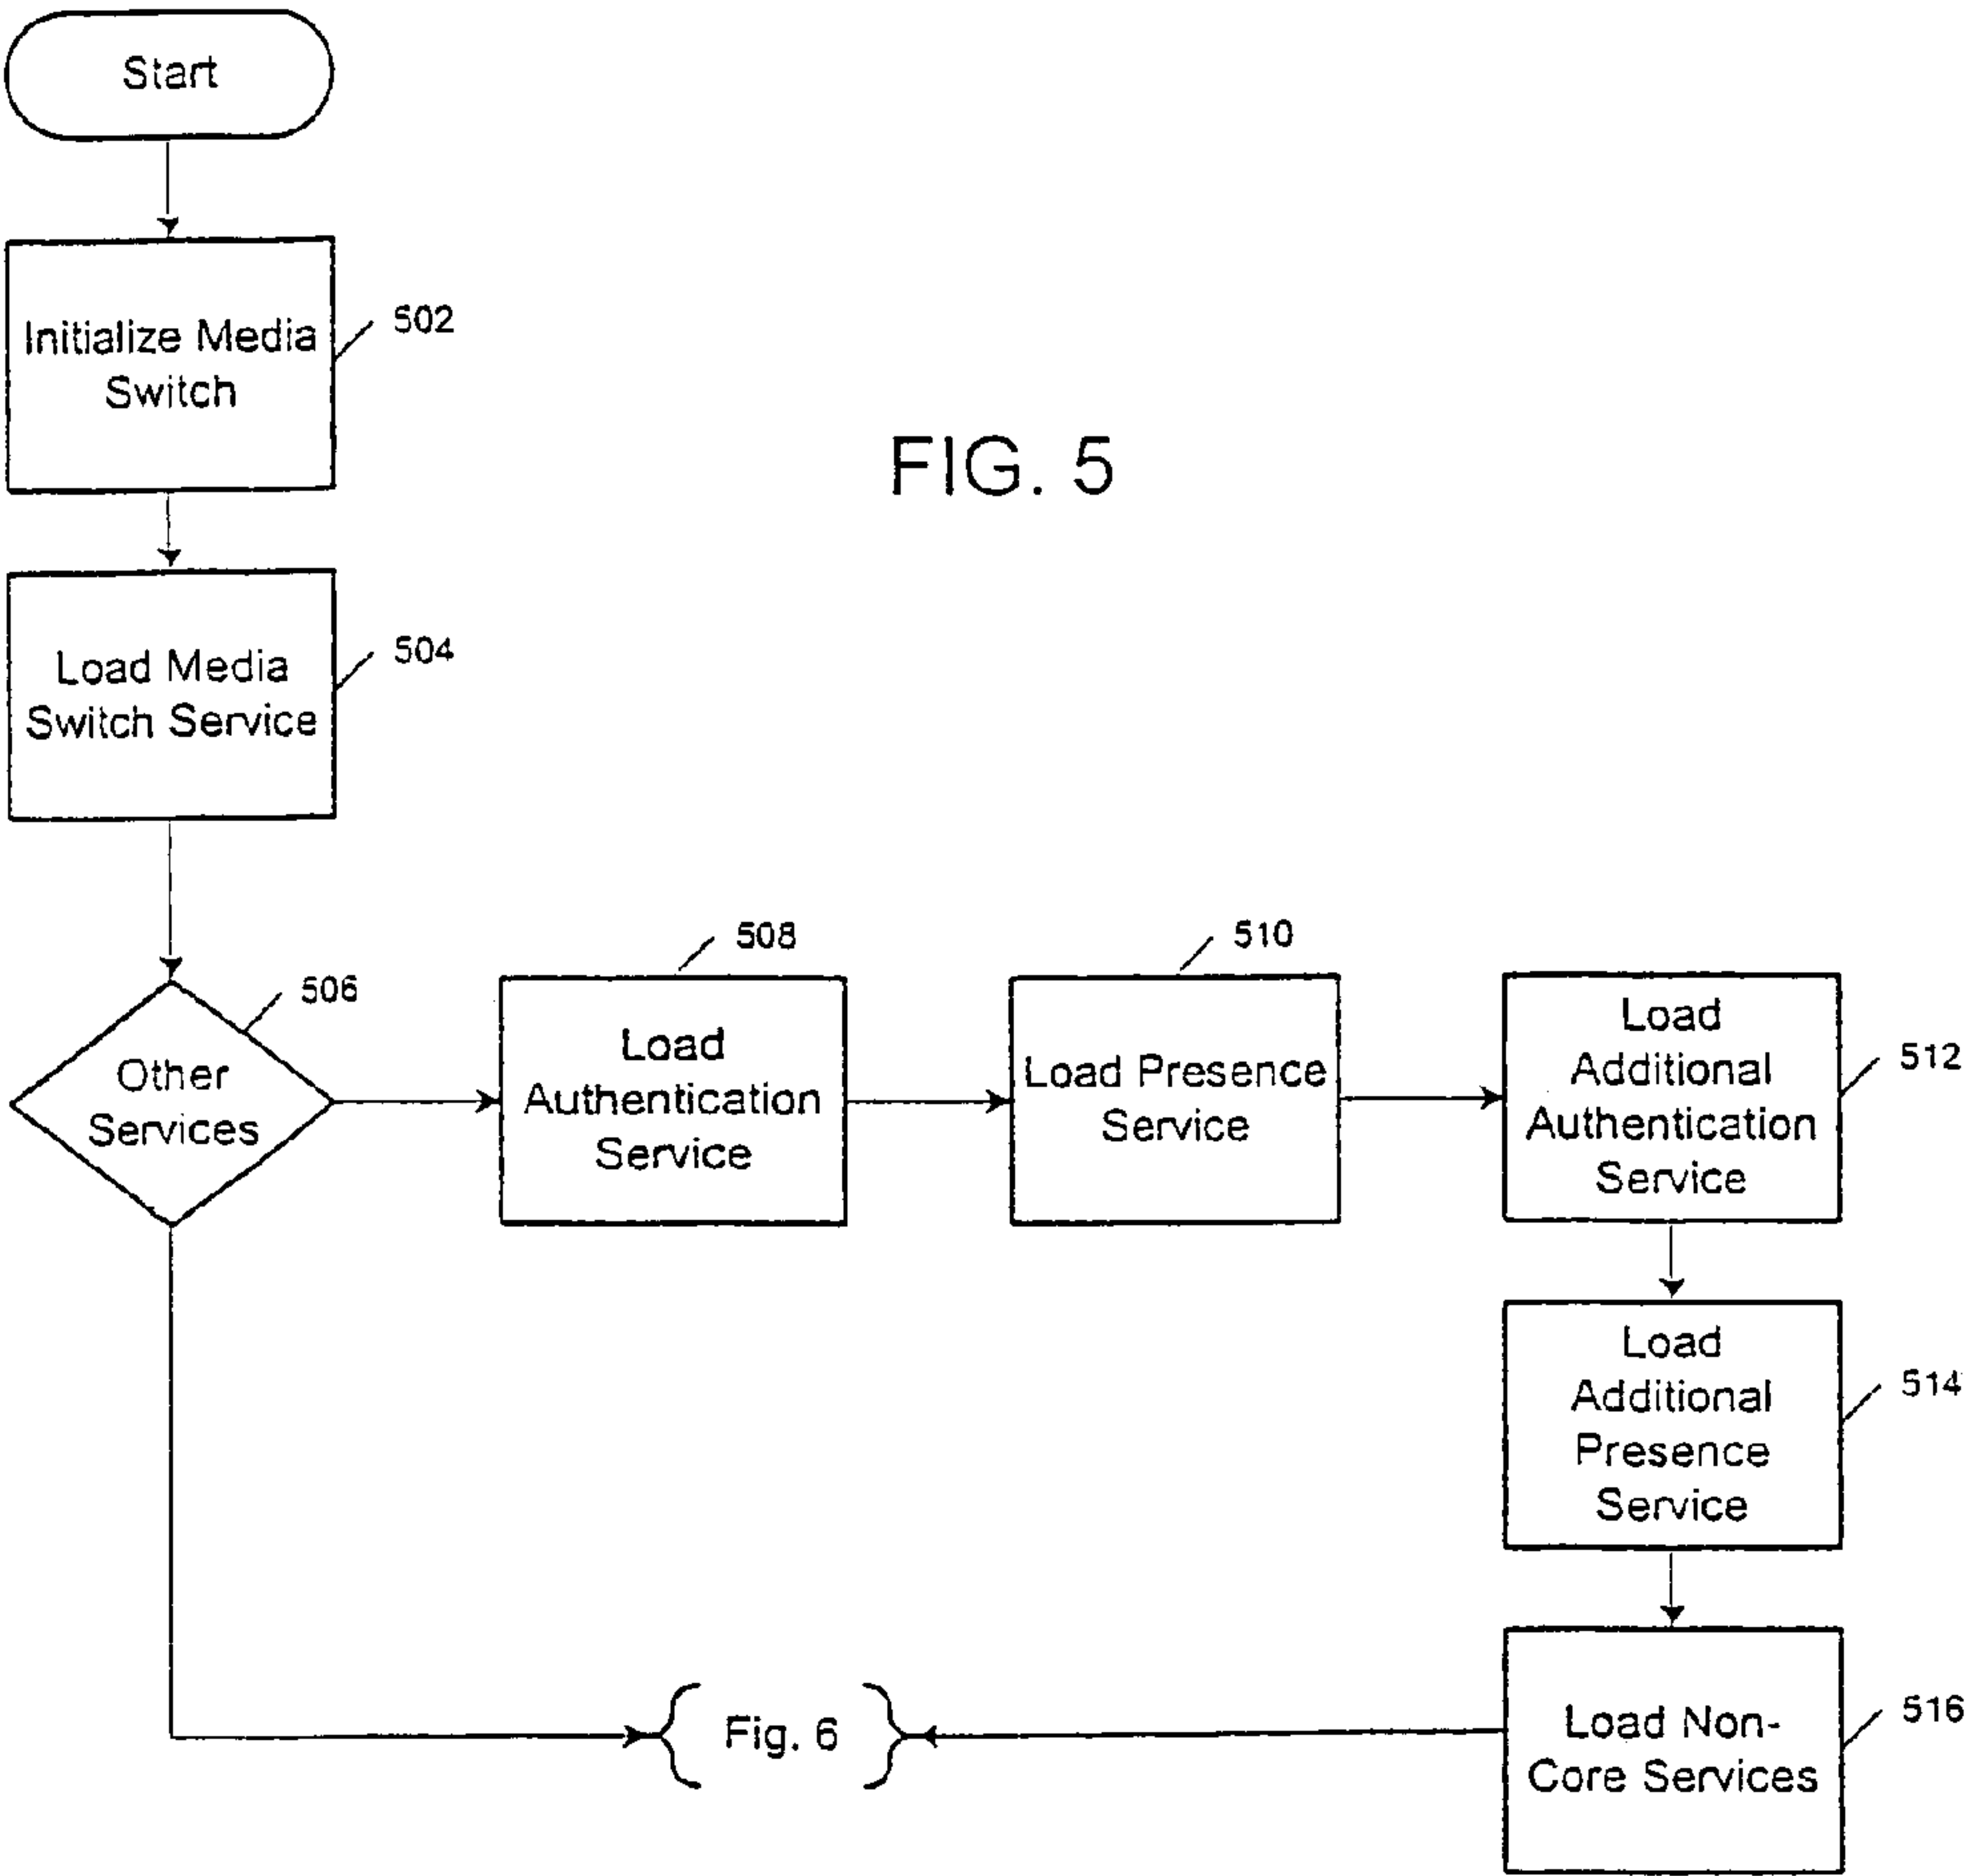 Start
Initialize Media
Switch
502
FIG. 5
Load Media
Switch Service
504
Other
Services
506
Load
Authentication
Service
508
Load Presence
Service
510
Load
Additional
Authentication
Service
512
Load
Additional
Presence
Service
514
Load Non-
Core Services
516
Fig. 6